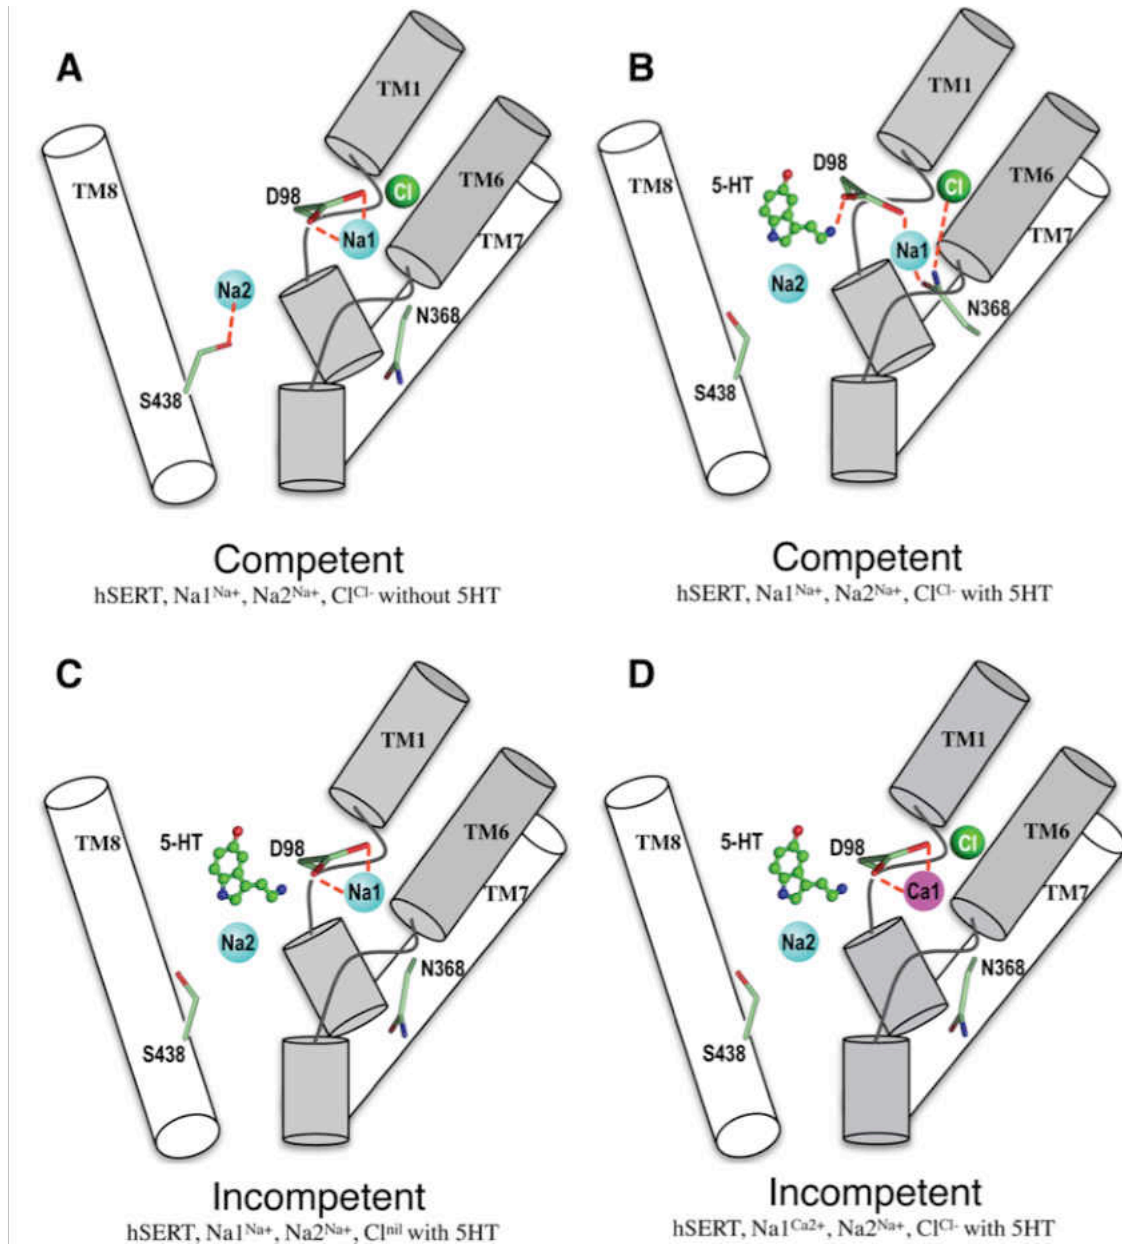 A
TM1
TM8
D98
Cl
TM6
TM7
Na1
Na2
N368
S438
Competent
hSERT, Na1ᴺᵃ⁺, Na2ᴺᵃ⁺, Clᶜˡ⁻ without 5HT
B
TM1
TM8
5-HT
D98
Cl
TM6
TM7
Na1
Na2
N368
S438
Competent
hSERT, Na1ᴺᵃ⁺, Na2ᴺᵃ⁺, Clᶜˡ⁻ with 5HT
C
TM1
TM8
5-HT
D98
TM6
TM7
Na1
Na2
N368
S438
Incompetent
hSERT, Na1ᴺᵃ⁺, Na2ᴺᵃ⁺, Clⁿⁱˡ with 5HT
D
TM1
TM8
5-HT
D98
Cl
TM6
TM7
Ca1
Na2
N368
S438
Incompetent
hSERT, Na1ᶜᵃ²⁺, Na2ᴺᵃ⁺, Clᶜˡ⁻ with 5HT